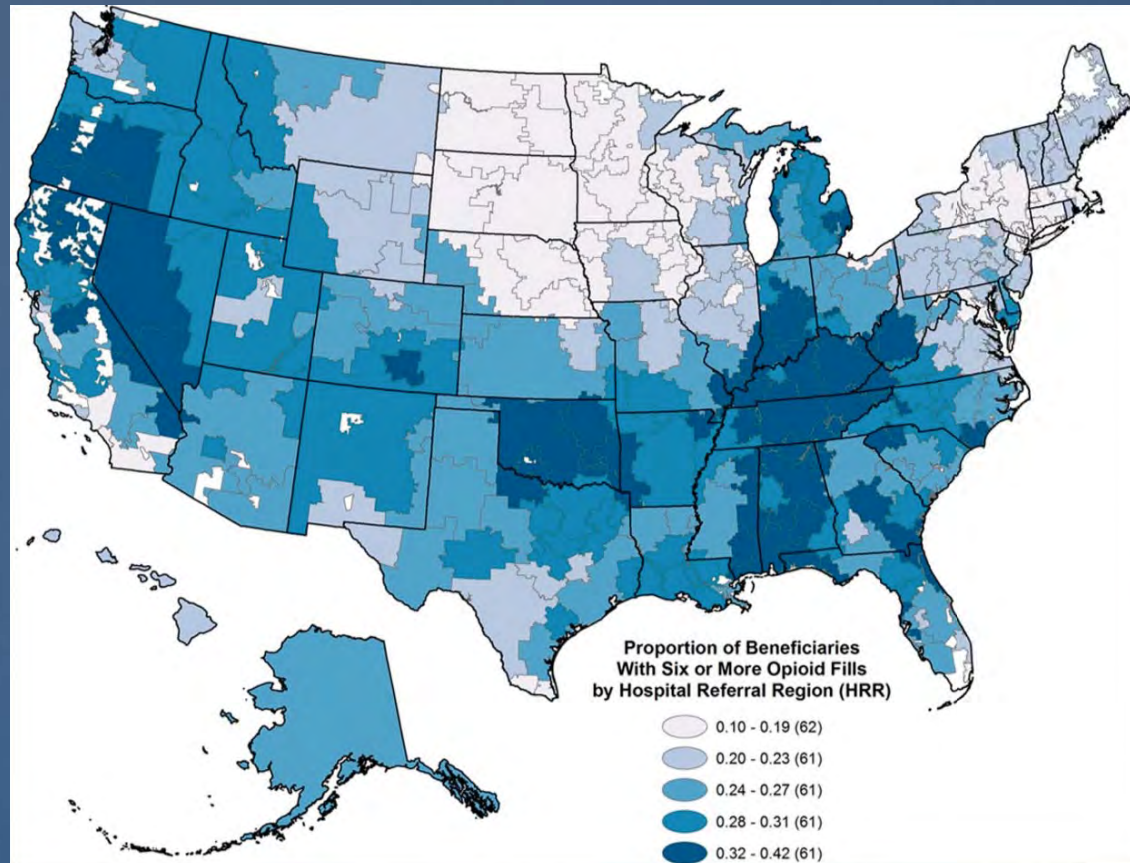 Proportion of Beneficiaries
With Six or More Opioid Fills
by Hospital Referral Region (HRR)
0.10 - 0.19 (62)
0.20 - 0.23 (61)
0.24 - 0.27 (61)
0.28 - 0.31 (61)
0.32 - 0.42 (61)